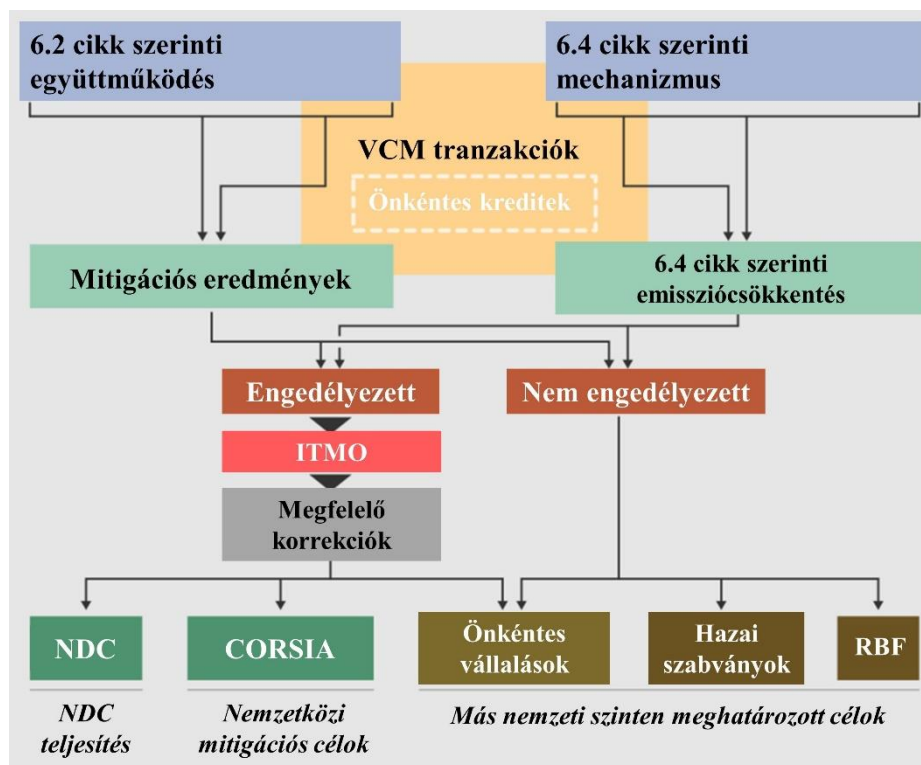 6.2 cikk szerinti
együttműködés
6.4 cikk szerinti
mechanizmus
VCM tranzakciók
Önkéntes kreditek
Mitigációs eredmények
6.4 cikk szerinti
emissziócsökkentés
Engedélyezett
Nem engedélyezett
ITMO
Megfelelő
korrekciók
NDC
CORSIA
Önkéntes
vállalások
Hazai
szabványok
RBF
NDC
teljesítés
Nemzetközi
mitigációs célok
Más nemzeti szinten meghatározott célok